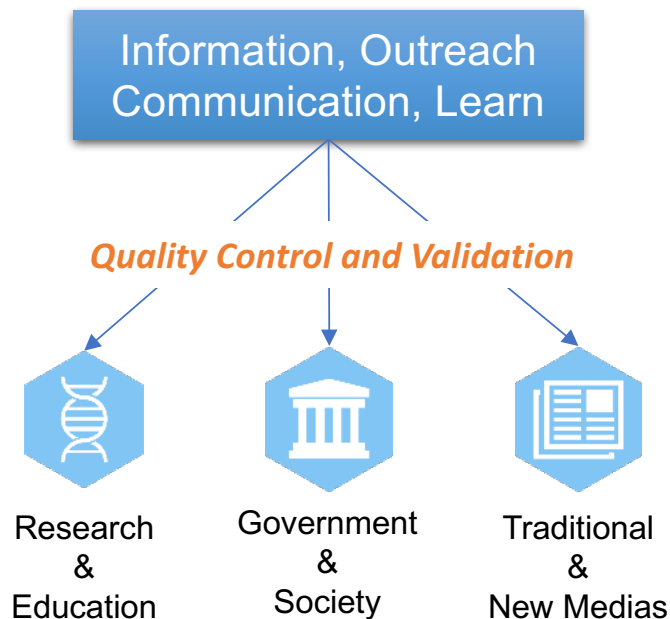 Information, Outreach
Communication, Learn
Quality Control and Validation
Research
&
Education
Government
&
Society
Traditional
&
New Medias